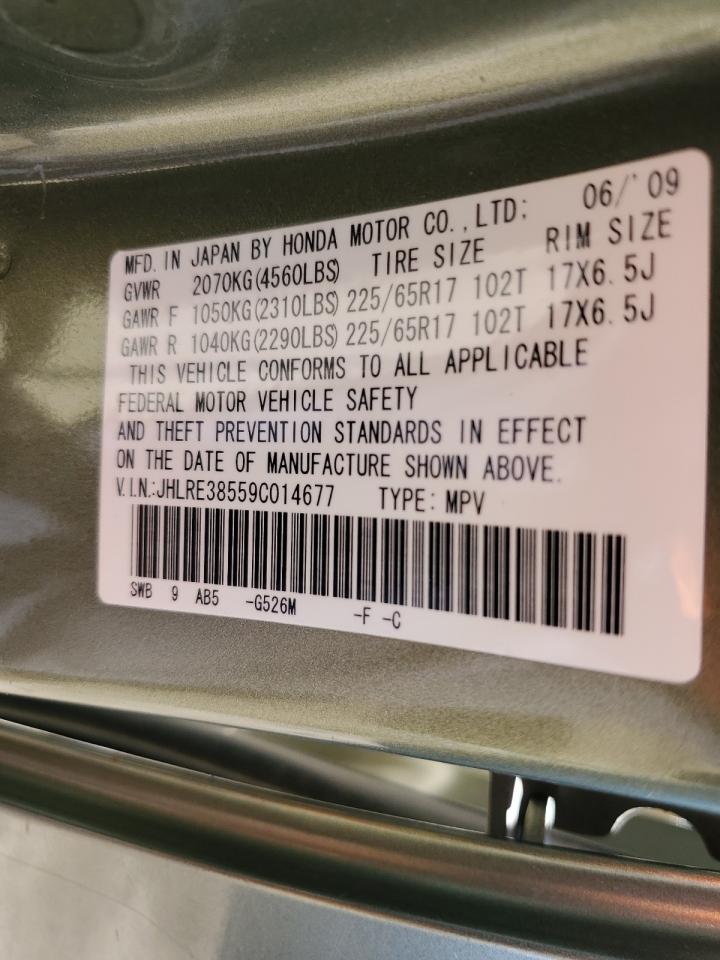 MFD. IN JAPAN BY HONDA MOTOR CO., LTD: 06/'09
GVWR 2070KG(4560LBS) TIRE SIZE RIM SIZE
GAWR F 1050KG(2310LBS) 225/65R17 102T 17X6.5J
GAWR R 1040KG(2290LBS) 225/65R17 102T 17X6.5J
THIS VEHICLE CONFORMS TO ALL APPLICABLE
FEDERAL MOTOR VEHICLE SAFETY
AND THEFT PREVENTION STANDARDS IN EFFECT
ON THE DATE OF MANUFACTURE SHOWN ABOVE.
V.I.N.:JHLRE38559C014677 TYPE: MPV
SWB 9 AB5 -G526M -F -C